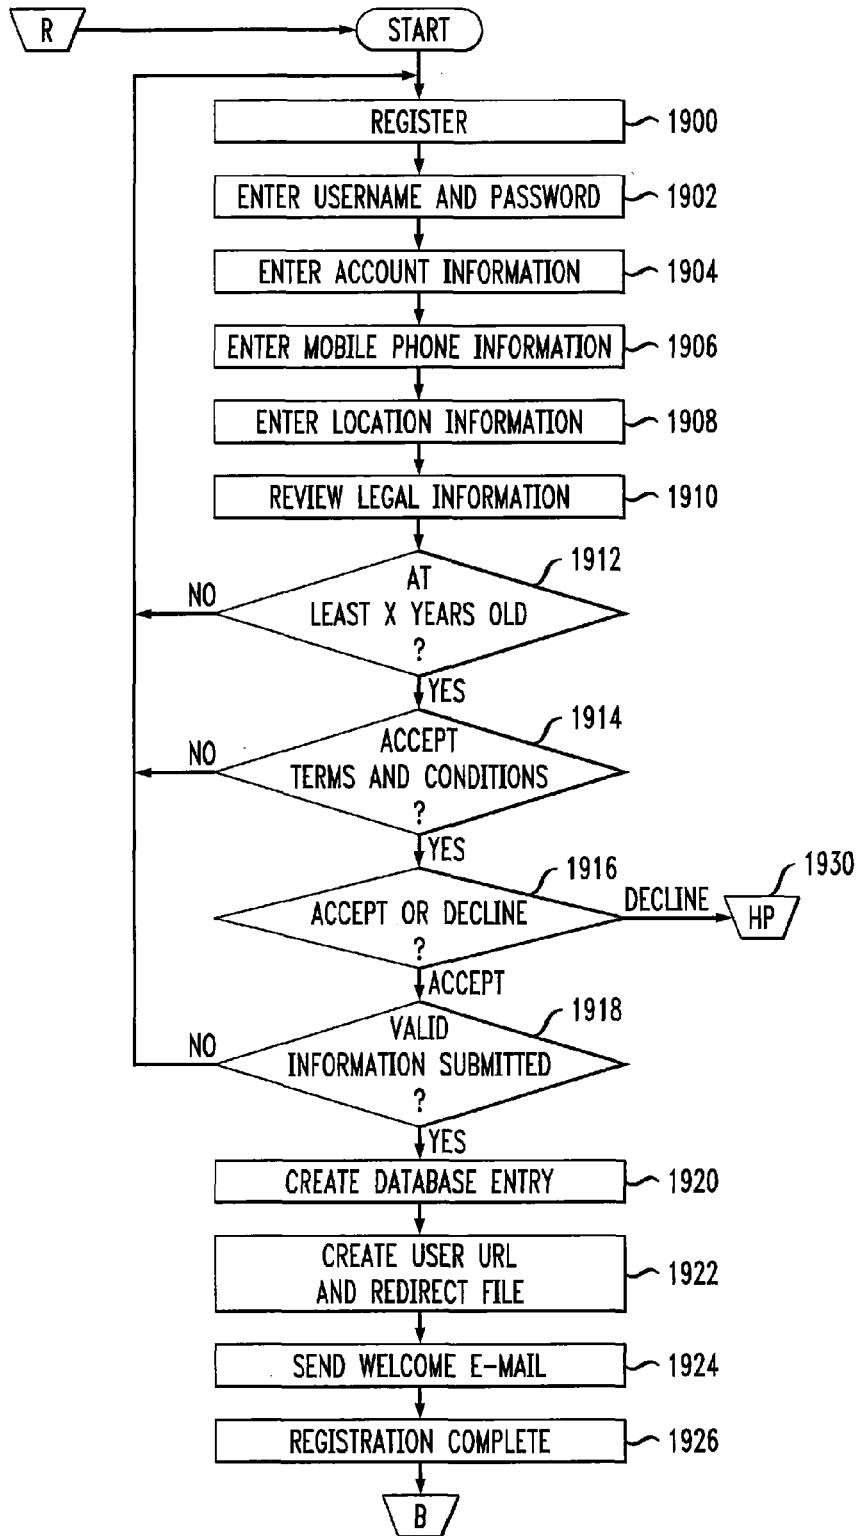 R
START
REGISTER
1900
ENTER USERNAME AND PASSWORD
1902
ENTER ACCOUNT INFORMATION
1904
ENTER MOBILE PHONE INFORMATION
1906
ENTER LOCATION INFORMATION
1908
REVIEW LEGAL INFORMATION
1910
1912
AT
LEAST X YEARS OLD
?
NO
YES
1914
ACCEPT
TERMS AND CONDITIONS
?
NO
YES
1916
ACCEPT OR DECLINE
?
DECLINE
1930
HP
ACCEPT
1918
VALID
INFORMATION SUBMITTED
?
NO
YES
CREATE DATABASE ENTRY
1920
CREATE USER URL
AND REDIRECT FILE
1922
SEND WELCOME E-MAIL
1924
REGISTRATION COMPLETE
1926
B